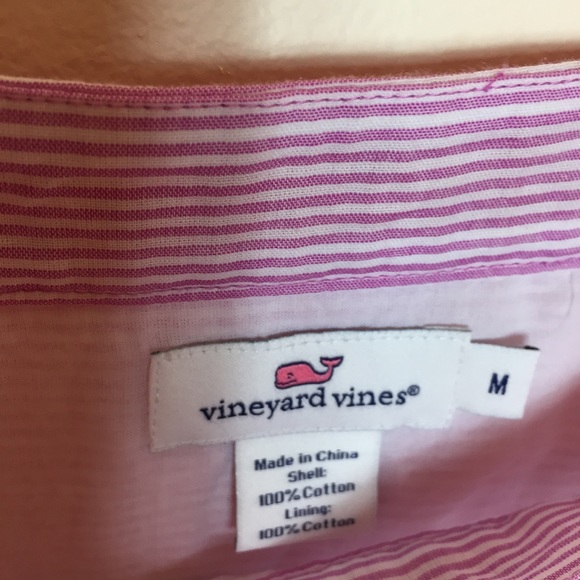 vineyard vines®
M
Made in China
Shell:
100% Cotton
Lining:
100% Cotton